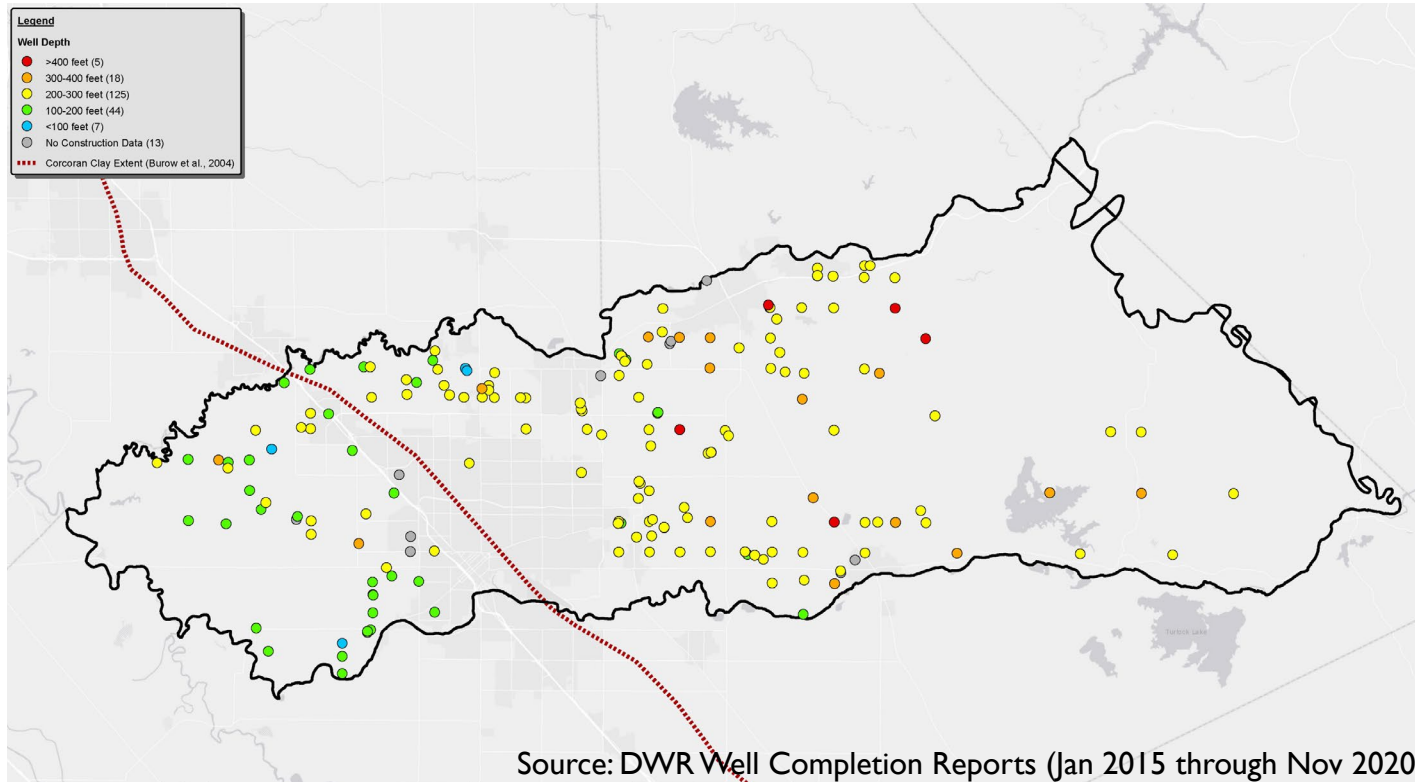 Legend
Well Depth
>400 feet (5)
300-400 feet (18)
200-300 feet (125)
100-200 feet (44)
<100 feet (7)
No Construction Data (13)
Corcoran Clay Extent (Burow et al., 2004)
Turlock Lake
Source: DWR Well Completion Reports (Jan 2015 through Nov 2020